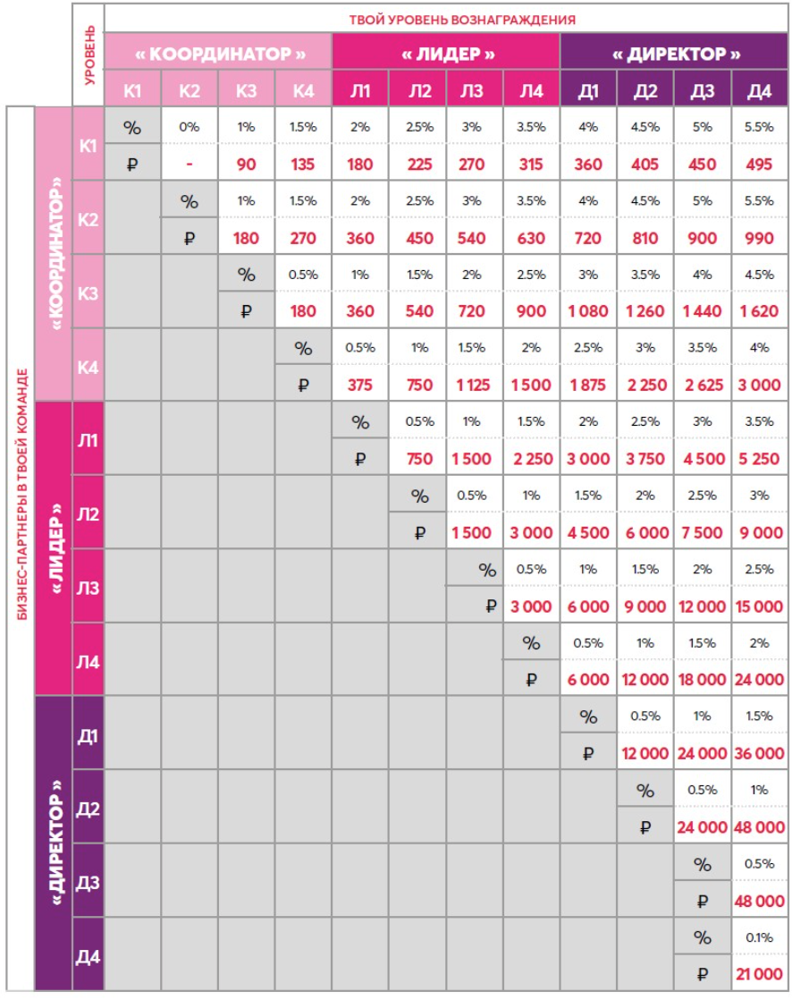 ТВОЙ УРОВЕНЬ ВОЗНАГРАЖДЕНИЯ
УРОВЕНЬ
« КООРДИНАТОР » « ЛИДЕР » « ДИРЕКТОР »
К1 К2 К3 К4 Л1 Л2 Л3 Л4 Д1 Д2 Д3 Д4
БИЗНЕС-ПАРТНЕРЫ В ТВОЕЙ КОМАНДЕ
«КООРДИНАТОР»
К1
% 0% 1% 1.5% 2% 2.5% 3% 3.5% 4% 4.5% 5% 5.5%
₽ - 90 135 180 225 270 315 360 405 450 495
К2
% 1% 1.5% 2% 2.5% 3% 3.5% 4% 4.5% 5% 5.5%
₽ 180 270 360 450 540 630 720 810 900 990
К3
% 0.5% 1% 1.5% 2% 2.5% 3% 3.5% 4% 4.5%
₽ 180 360 540 720 900 1 080 1 260 1 440 1 620
К4
% 0.5% 1% 1.5% 2% 2.5% 3% 3.5% 4%
₽ 375 750 1 125 1 500 1 875 2 250 2 625 3 000
«ЛИДЕР»
Л1
% 0.5% 1% 1.5% 2% 2.5% 3% 3.5%
₽ 750 1 500 2 250 3 000 3 750 4 500 5 250
Л2
% 0.5% 1% 1.5% 2% 2.5% 3%
₽ 1 500 3 000 4 500 6 000 7 500 9 000
Л3
% 0.5% 1% 1.5% 2% 2.5%
₽ 3 000 6 000 9 000 12 000 15 000
Л4
% 0.5% 1% 1.5% 2%
₽ 6 000 12 000 18 000 24 000
«ДИРЕКТОР»
Д1
% 0.5% 1% 1.5%
₽ 12 000 24 000 36 000
Д2
% 0.5% 1%
₽ 24 000 48 000
Д3
% 0.5%
₽ 48 000
Д4
% 0.1%
₽ 21 000